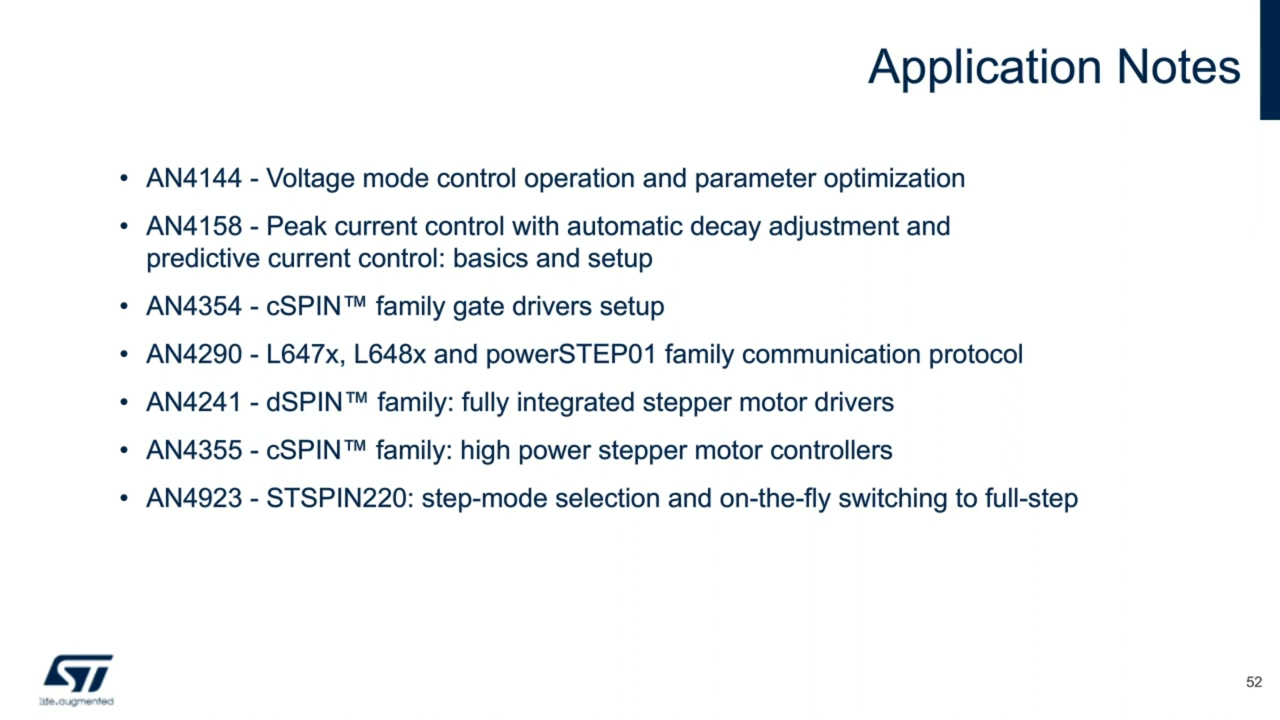 Application Notes
• AN4144 - Voltage mode control operation and parameter optimization
• AN4158 - Peak current control with automatic decay adjustment and
predictive current control: basics and setup
• AN4354 - cSPIN™ family gate drivers setup
• AN4290 - L647x, L648x and powerSTEP01 family communication protocol
• AN4241 - dSPIN™ family: fully integrated stepper motor drivers
• AN4355 - cSPIN™ family: high power stepper motor controllers
• AN4923 - STSPIN220: step-mode selection and on-the-fly switching to full-step
ST
life.augmented
52